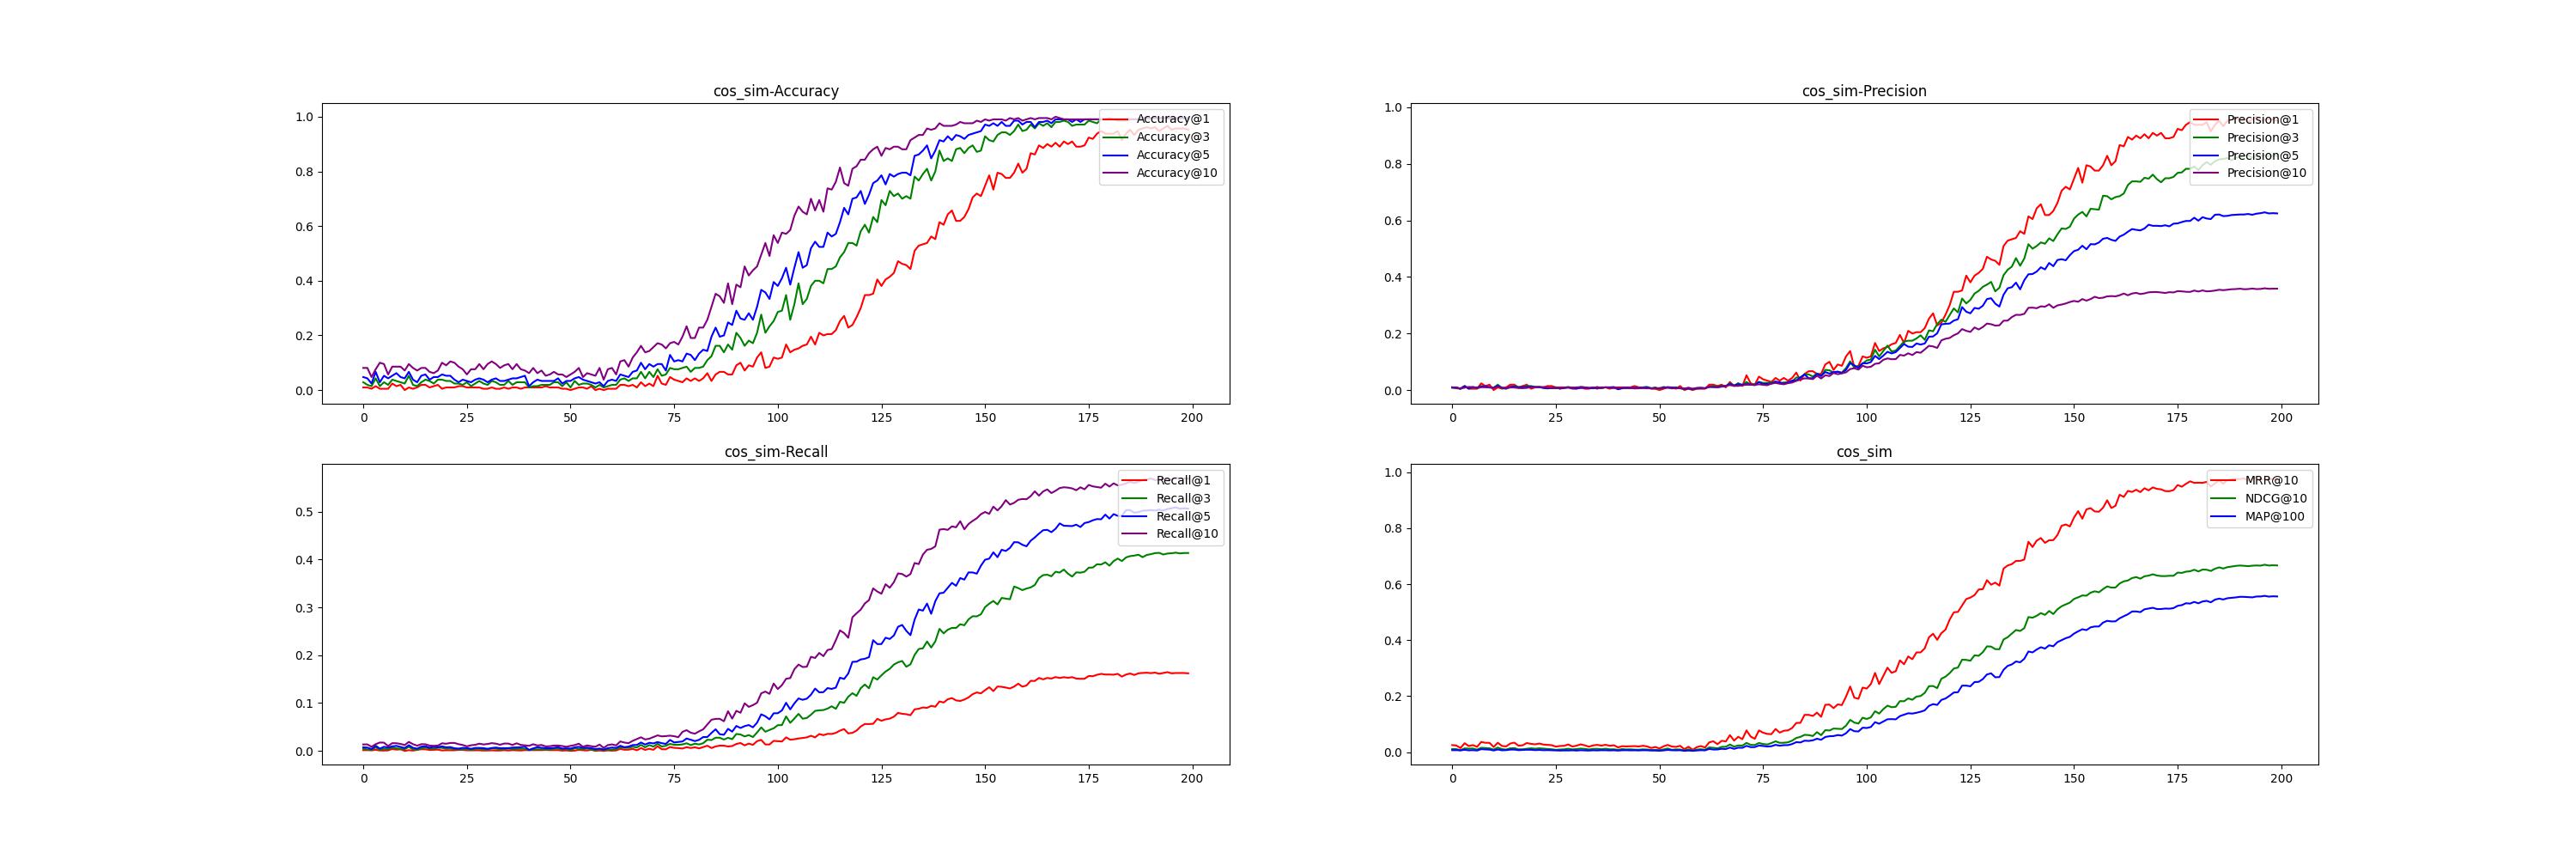 cos_sim-Accuracy
1.0
0.8
0.6
0.4
0.2
0.0
0 25 50 75 100 125 150 175 200
Accuracy@1
Accuracy@3
Accuracy@5
Accuracy@10
cos_sim-Precision
1.0
0.8
0.6
0.4
0.2
0.0
0 25 50 75 100 125 150 175 200
Precision@1
Precision@3
Precision@5
Precision@10
cos_sim-Recall
0.5
0.4
0.3
0.2
0.1
0.0
0 25 50 75 100 125 150 175 200
Recall@1
Recall@3
Recall@5
Recall@10
cos_sim
1.0
0.8
0.6
0.4
0.2
0.0
0 25 50 75 100 125 150 175 200
MRR@10
NDCG@10
MAP@100